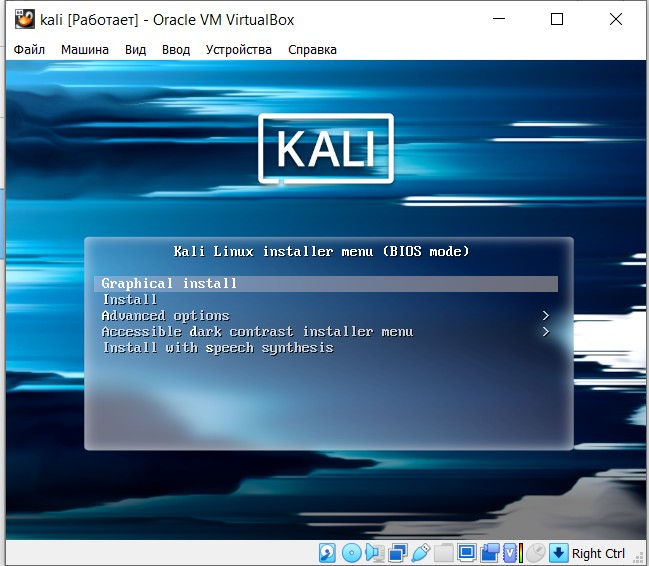 kali [Работает] - Oracle VM VirtualBox
Файл Машина Вид Ввод Устройства Справка
KALI
Kali Linux installer menu (BIOS mode)
Graphical install
Install
Advanced options >
Accessible dark contrast installer menu >
Install with speech synthesis
Right Ctrl